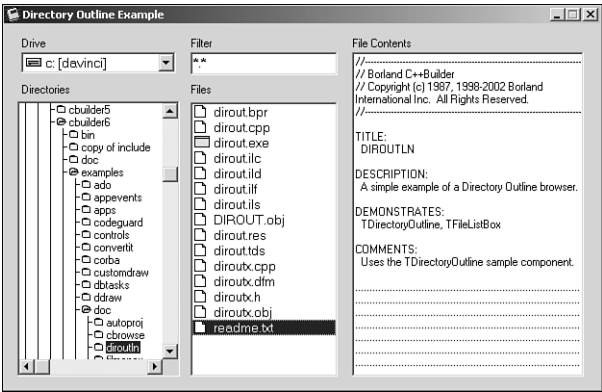 Directory Outline Example
Drive
c: [davinci]
Filter
*.*
Directories
cbuilder5
cbuilder6
bin
copy of include
doc
examples
ado
appevents
apps
codeguard
controls
convertit
corba
customdraw
dbtasks
ddraw
doc
autoproj
cbrowse
diroutln
Files
dirout.bpr
dirout.cpp
dirout.exe
dirout.ilc
dirout.ild
dirout.ilf
dirout.ils
DIROUT.obj
dirout.res
dirout.tds
diroutx.cpp
diroutx.dfm
diroutx.h
diroutx.obj
readme.txt
File Contents
//----------------------------------------------------
// Borland C++Builder
// Copyright (c) 1987, 1998-2002 Borland
International Inc.  All Rights Reserved.
//----------------------------------------------------
TITLE:
DIROUTLN
DESCRIPTION:
A simple example of a Directory Outline browser.
DEMONSTRATES:
TDirectoryOutline, TFileListBox
COMMENTS:
Uses the TDirectoryOutline sample component.